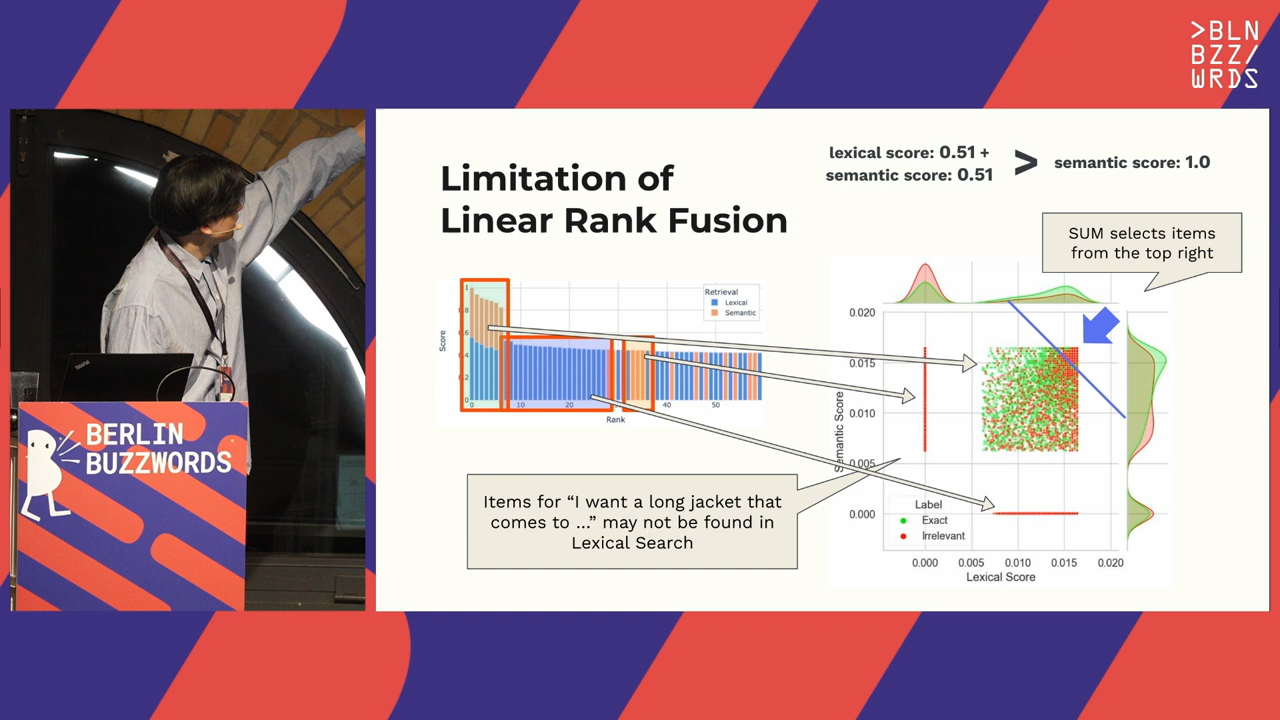 >BLN
BZZ/
WRDS
Limitation of
Linear Rank Fusion
lexical score: 0.51 +
semantic score: 0.51
>
semantic score: 1.0
SUM selects items
from the top right
Retrieval
Lexical
Semantic
Score
1
0
10
20
40
50
Rank
Items for “I want a long jacket that
comes to ...” may not be found in
Lexical Search
0.020
0.015
0.010
0.005
0.000
Semantic Score
Label
Exact
Irrelevant
0.000
0.005
0.010
0.015
0.020
Lexical Score
BERLIN
BUZZWORDS